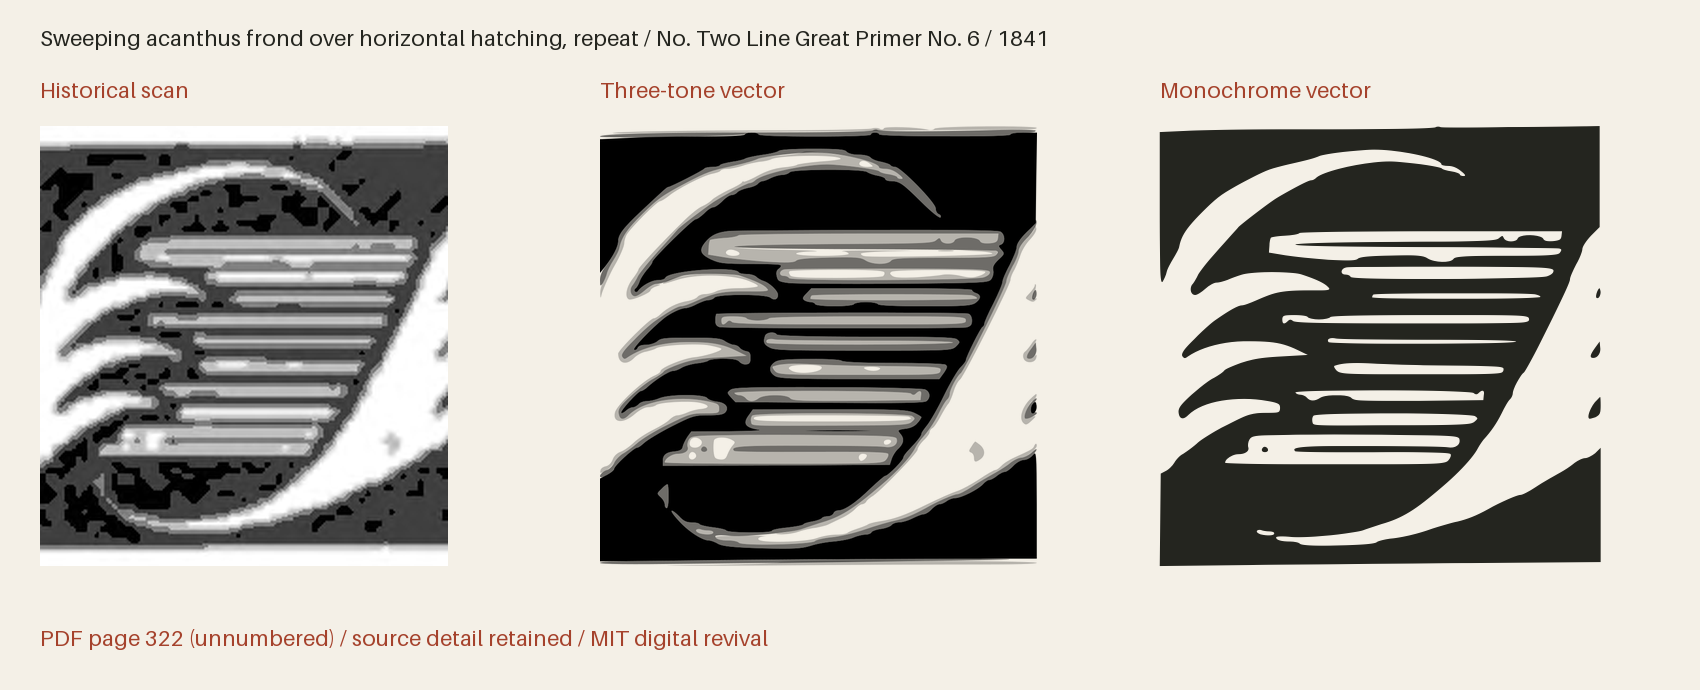 Sweeping acanthus frond over horizontal hatching, repeat / No. Two Line Great Primer No. 6 / 1841
Historical scan
Three-tone vector
Monochrome vector
PDF page 322 (unnumbered) / source detail retained / MIT digital revival